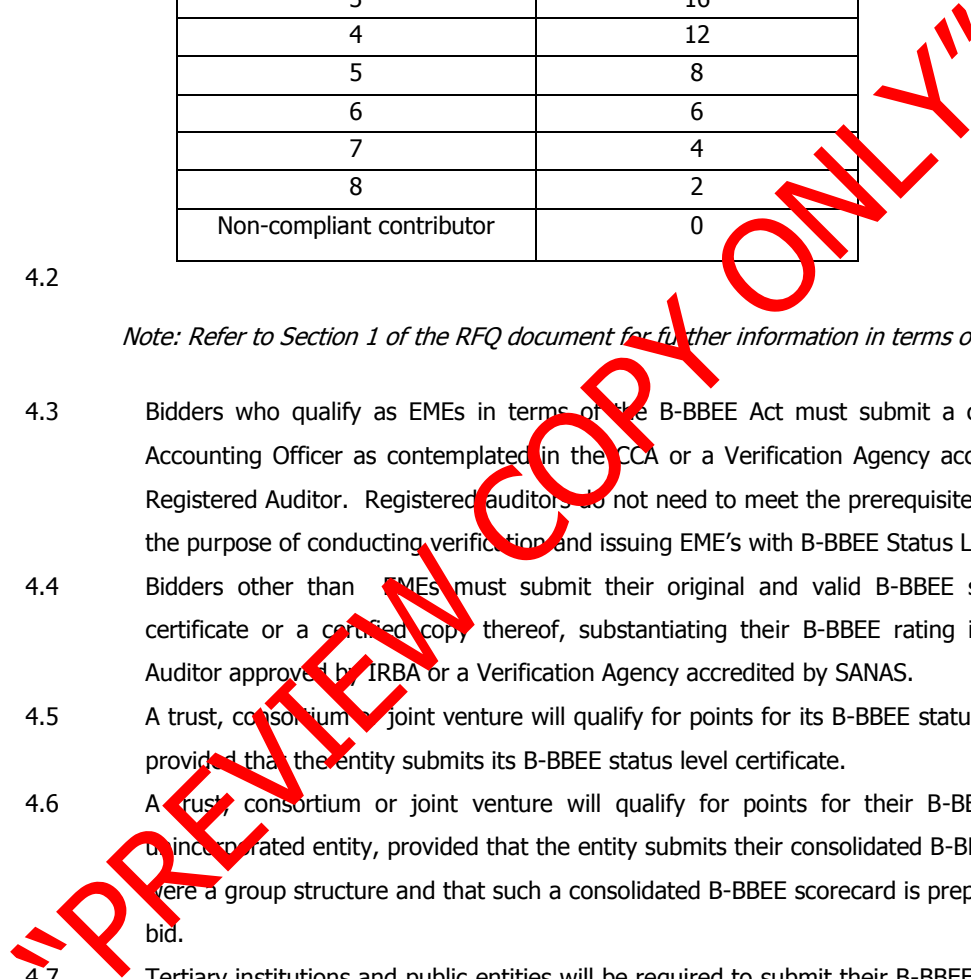 4 12
5 8
6 6
7 4
8 2
Non-compliant contributor 0
4.2
Note: Refer to Section 1 of the RFQ document for further information in terms
4.3 Bidders who qualify as EMEs in terms of the B-BBEE Act must submit a
Accounting Officer as contemplated in the CCA or a Verification Agency
Registered Auditor. Registered auditors do not need to meet the prerequisite
the purpose of conducting verification and issuing EME's with B-BBEE Status
4.4 Bidders other than EMEs must submit their original and valid B-BBEE
certificate or a certified copy thereof, substantiating their B-BBEE rating
Auditor approved by IRBA or a Verification Agency accredited by SANAS.
4.5 A trust, consortium or joint venture will qualify for points for its B-BBEE
provided that the entity submits its B-BBEE status level certificate.
4.6 A trust, consortium or joint venture will qualify for points for their
unincorporated entity, provided that the entity submits their consolidated
were a group structure and that such a consolidated B-BBEE scorecard is
bid.
4.7 Tertiary institutions and public entities will be required to submit their B-BBEE
"PREVIEW COPY ONLY"